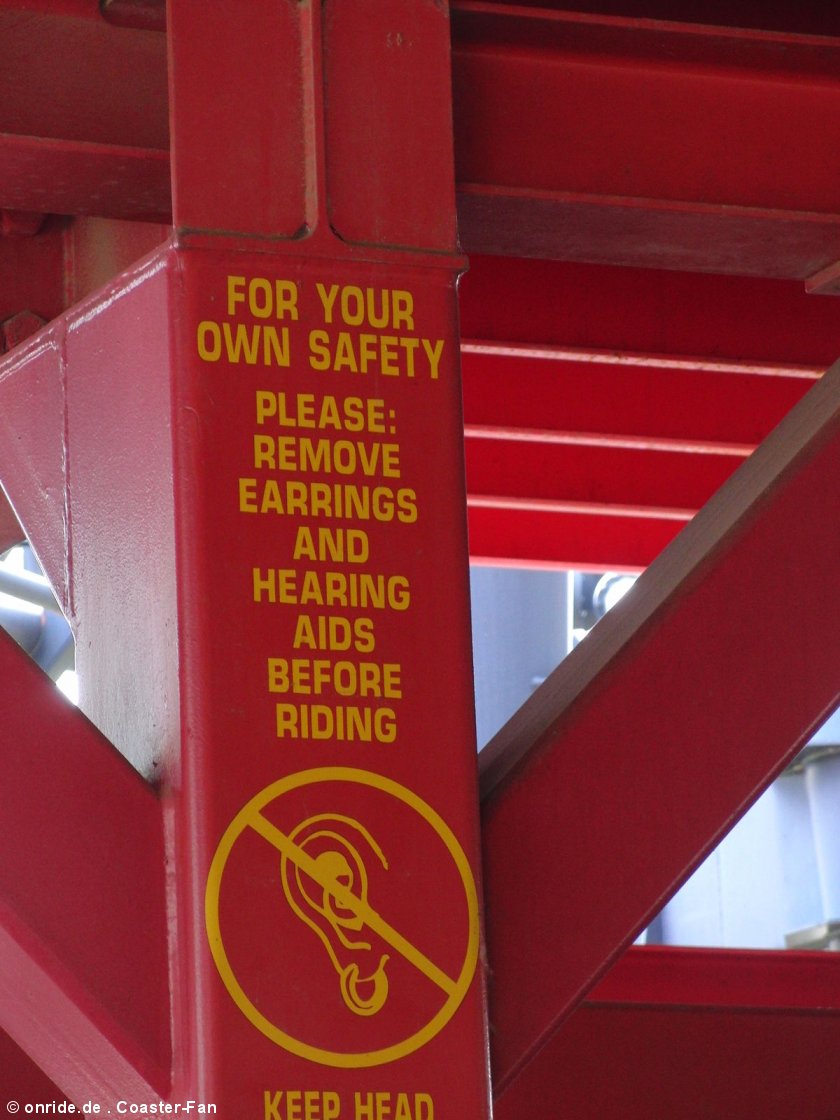 FOR YOUR
OWN SAFETY
PLEASE:
REMOVE
EARRINGS
AND
HEARING
AIDS
BEFORE
RIDING
KEEP HEAD
© onride.de . Coaster-Fan